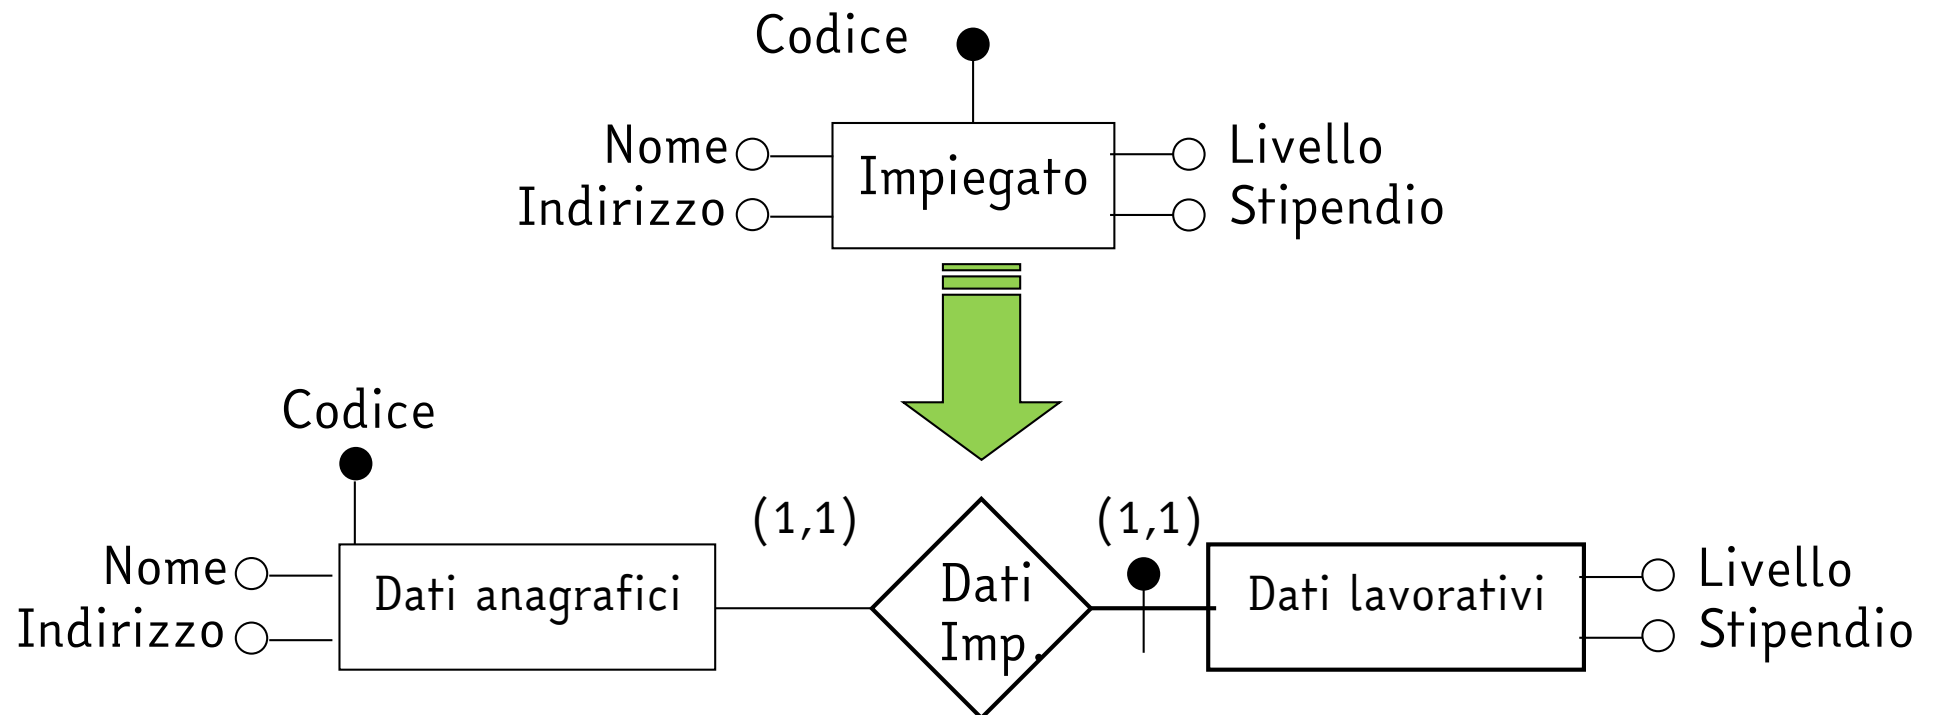 Codice
Nome
Indirizzo
Impiegato
Livello
Stipendio
Codice
Nome
Indirizzo
Dati anagrafici
(1,1)
Dati
Imp.
(1,1)
Dati lavorativi
Livello
Stipendio